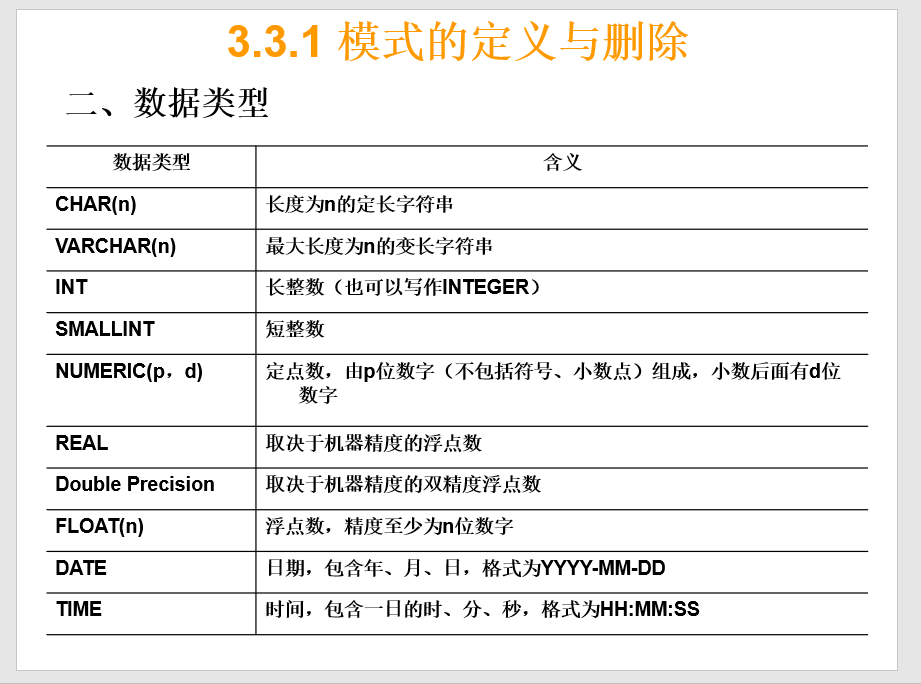 3.3.1 模式的定义与删除
二、数据类型
数据类型 含义
CHAR(n) 长度为n的定长字符串
VARCHAR(n) 最大长度为n的变长字符串
INT 长整数（也可以写作INTEGER）
SMALLINT 短整数
NUMERIC(p，d) 定点数，由p位数字（不包括符号、小数点）组成，小数后面有d位
数字
REAL 取决于机器精度的浮点数
Double Precision 取决于机器精度的双精度浮点数
FLOAT(n) 浮点数，精度至少为n位数字
DATE 日期，包含年、月、日，格式为YYYY-MM-DD
TIME 时间，包含一日的时、分、秒，格式为HH:MM:SS